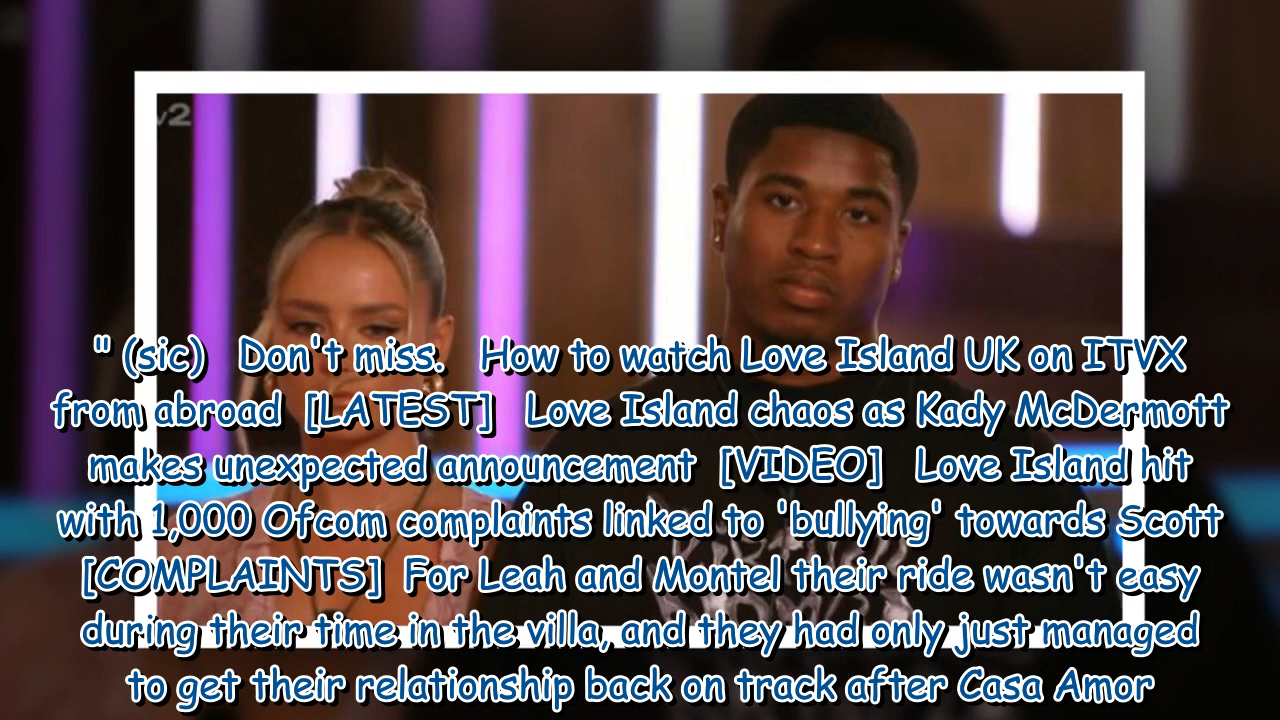 v2
" (sic) Don't miss. How to watch Love Island UK on ITVX
from abroad [LATEST] Love Island chaos as Kady McDermott
makes unexpected announcement [VIDEO] Love Island hit
with 1,000 Ofcom complaints linked to 'bullying' towards Scott
[COMPLAINTS] For Leah and Montel their ride wasn't easy
during their time in the villa, and they had only just managed
to get their relationship back on track after Casa Amor